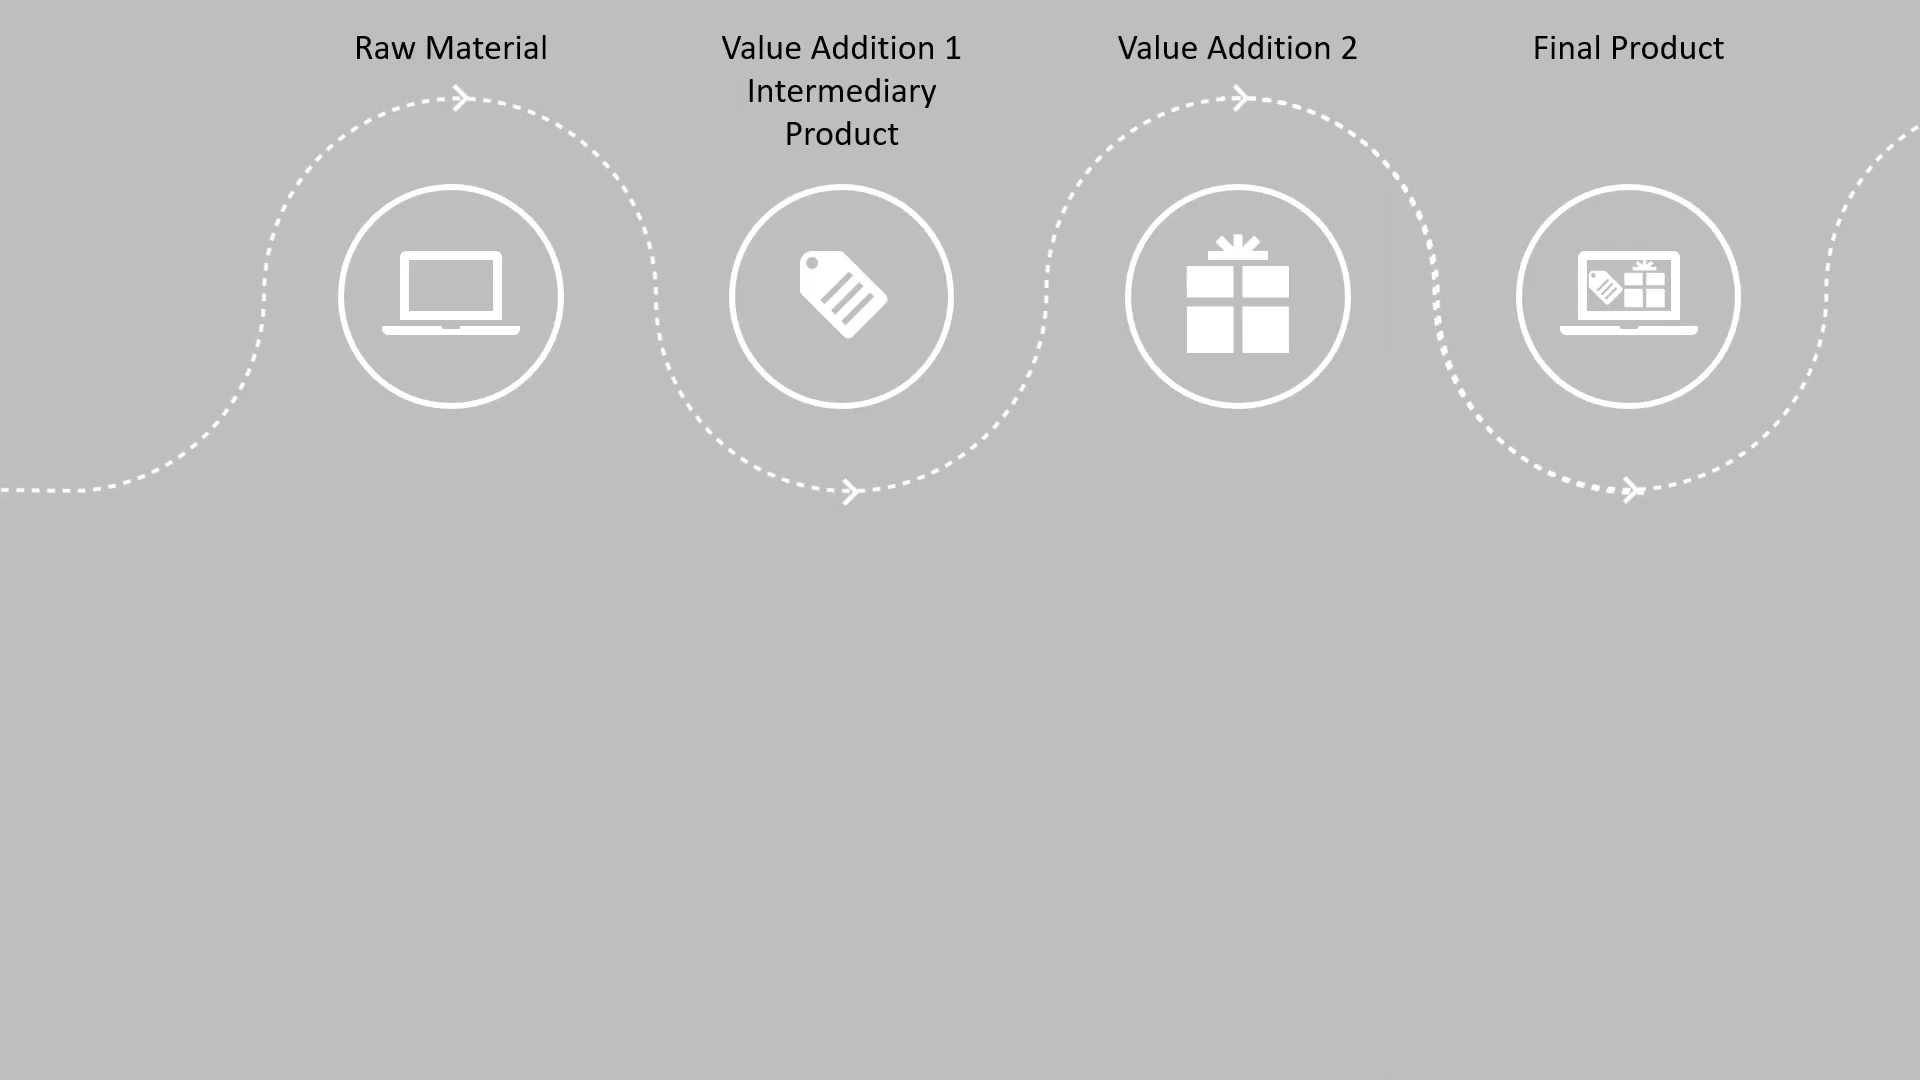 Raw Material
Value Addition 1
Intermediary
Product
Value Addition 2
Final Product